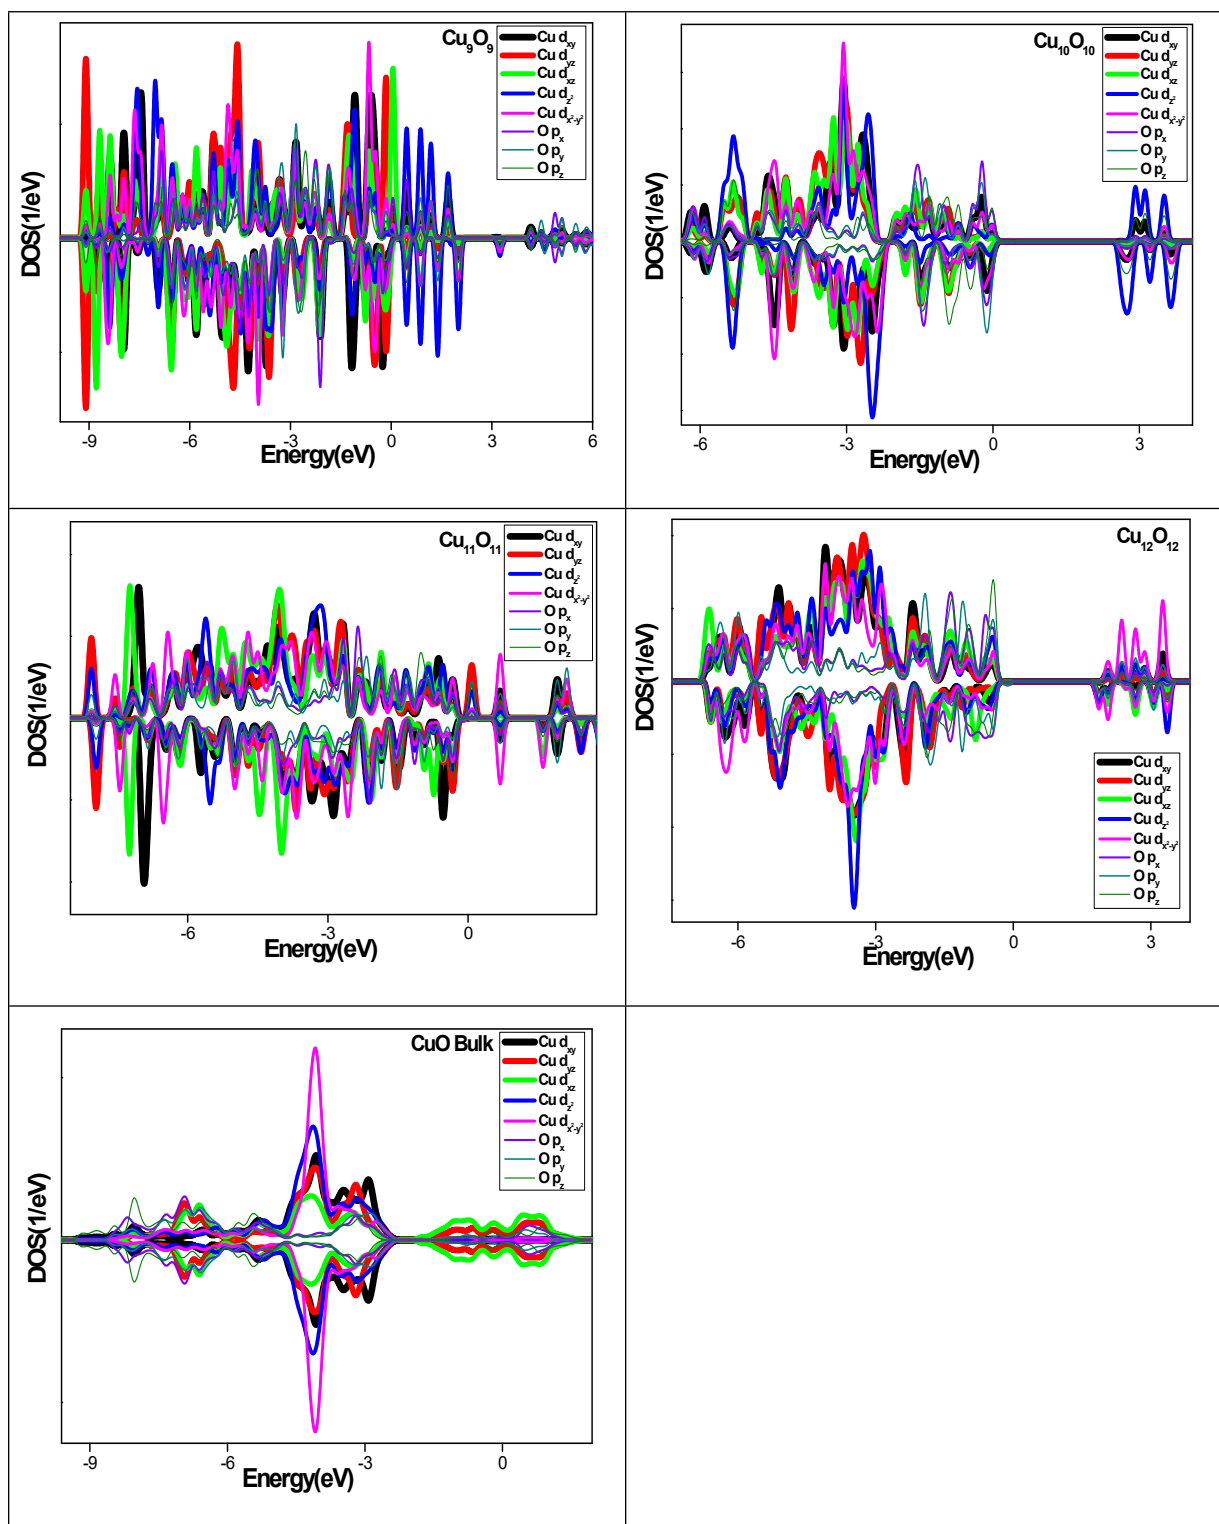 Cu9O9
Cu dxy
Cu dyz
Cu dxz
Cu dz²
Cu dx²-y²
O px
O py
O pz
DOS(1/eV)
-9 -6 -3 0 3 6
Energy(eV)
Cu10O10
Cu dxy
Cu dyz
Cu dxz
Cu dz²
Cu dx²-y²
O px
O py
O pz
DOS(1/eV)
-6 -3 0 3
Energy(eV)
Cu11O11
Cu dxy
Cu dyz
Cu dz²
Cu dx²-y²
O px
O py
O pz
DOS(1/eV)
-6 -3 0
Energy(eV)
Cu12O12
Cu dxy
Cu dyz
Cu dxz
Cu dz²
Cu dx²-y²
O px
O py
O pz
DOS(1/eV)
-6 -3 0 3
Energy(eV)
CuO Bulk
Cu dxy
Cu dyz
Cu dxz
Cu dz²
Cu dx²-y²
O px
O py
O pz
DOS(1/eV)
-9 -6 -3 0
Energy(eV)